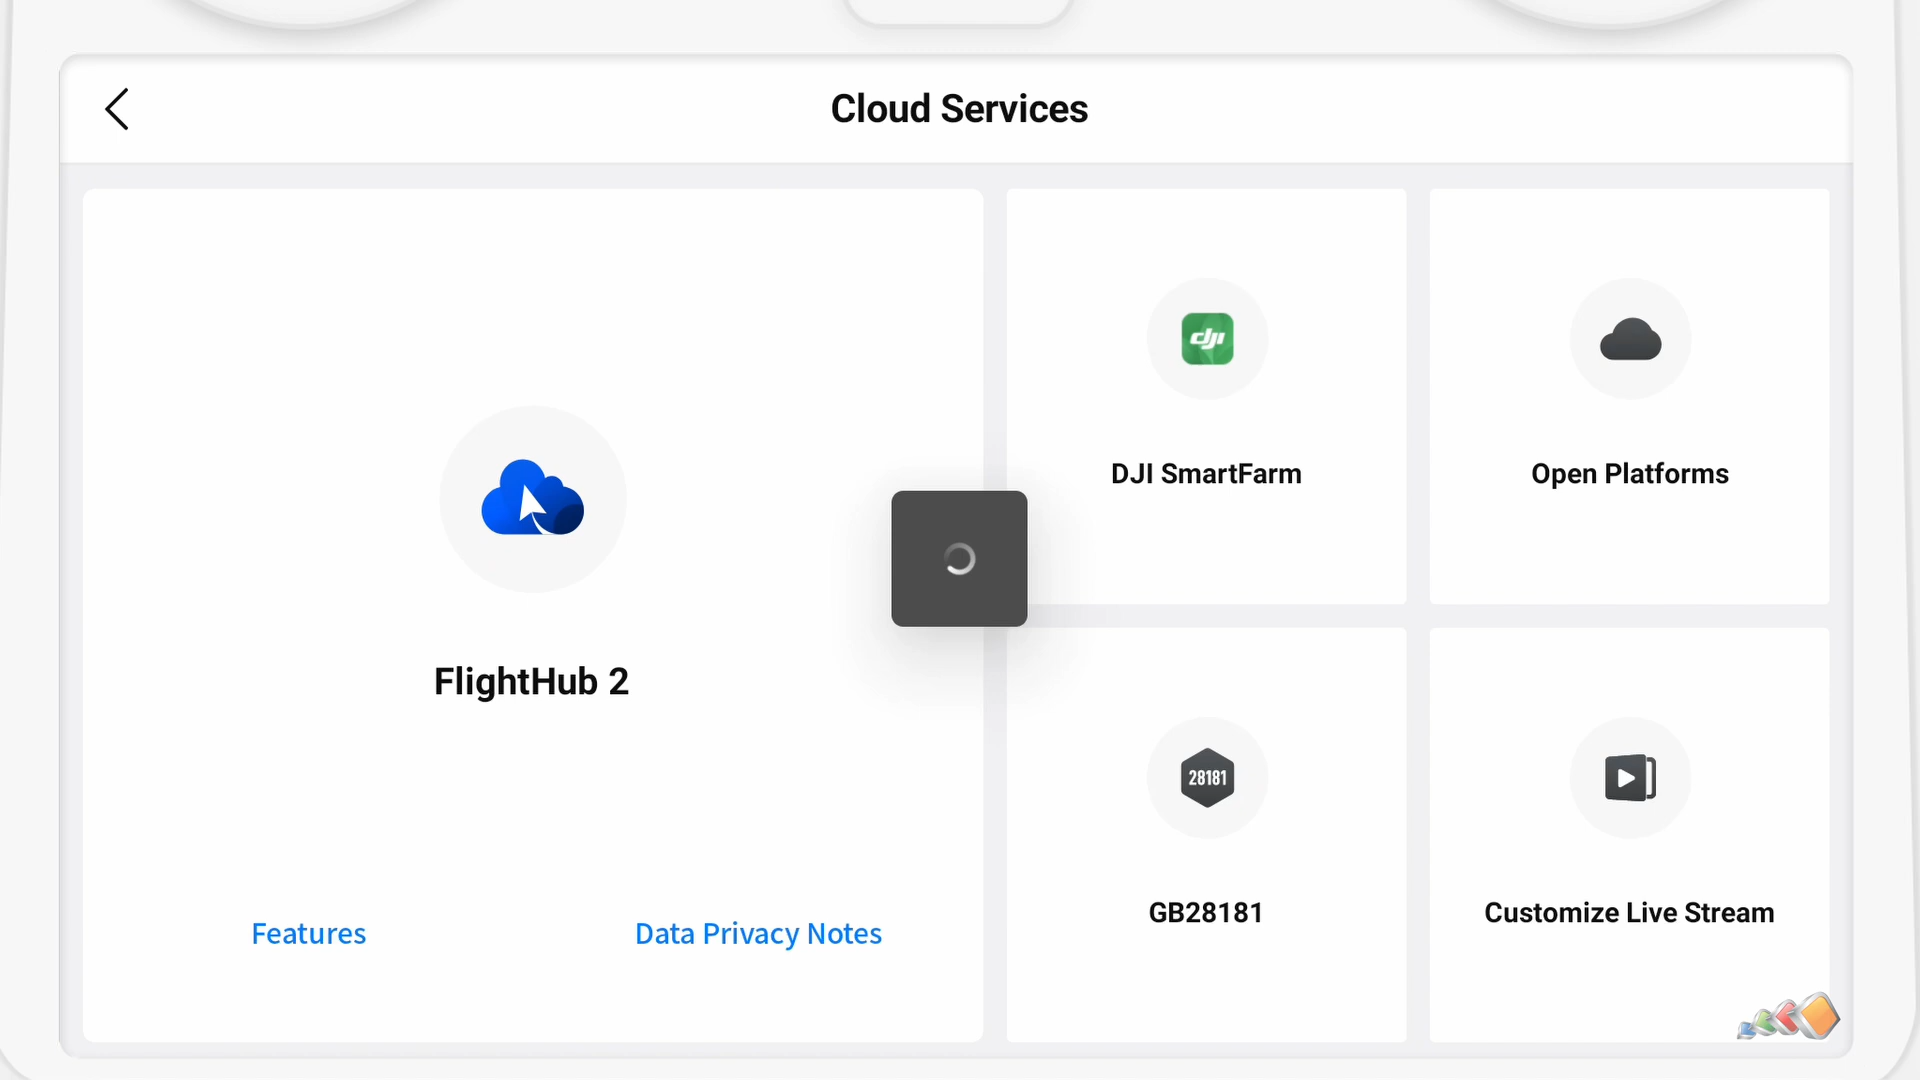 Cloud Services
FlightHub 2
Features
Data Privacy Notes
dji
DJI SmartFarm
Open Platforms
28181
GB28181
Customize Live Stream